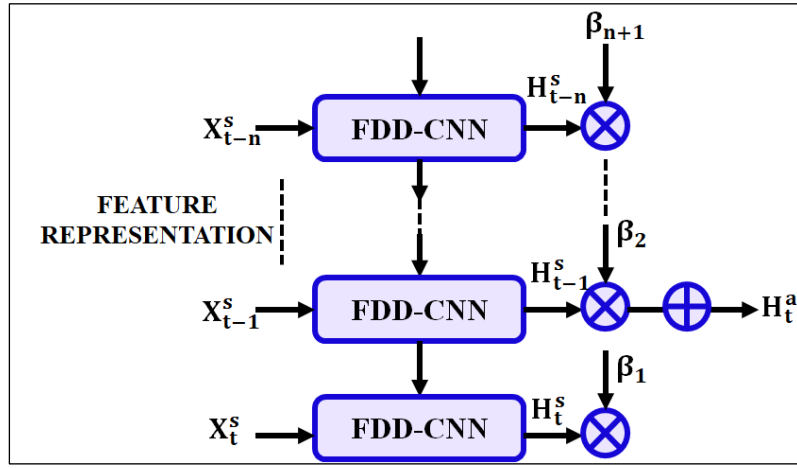 β_{n+1}
X^s_{t-n} FDD-CNN H^s_{t-n}
FEATURE
REPRESENTATION
β_2
X^s_{t-1} FDD-CNN H^s_{t-1} H^a_t
β_1
X^s_t FDD-CNN H^s_t